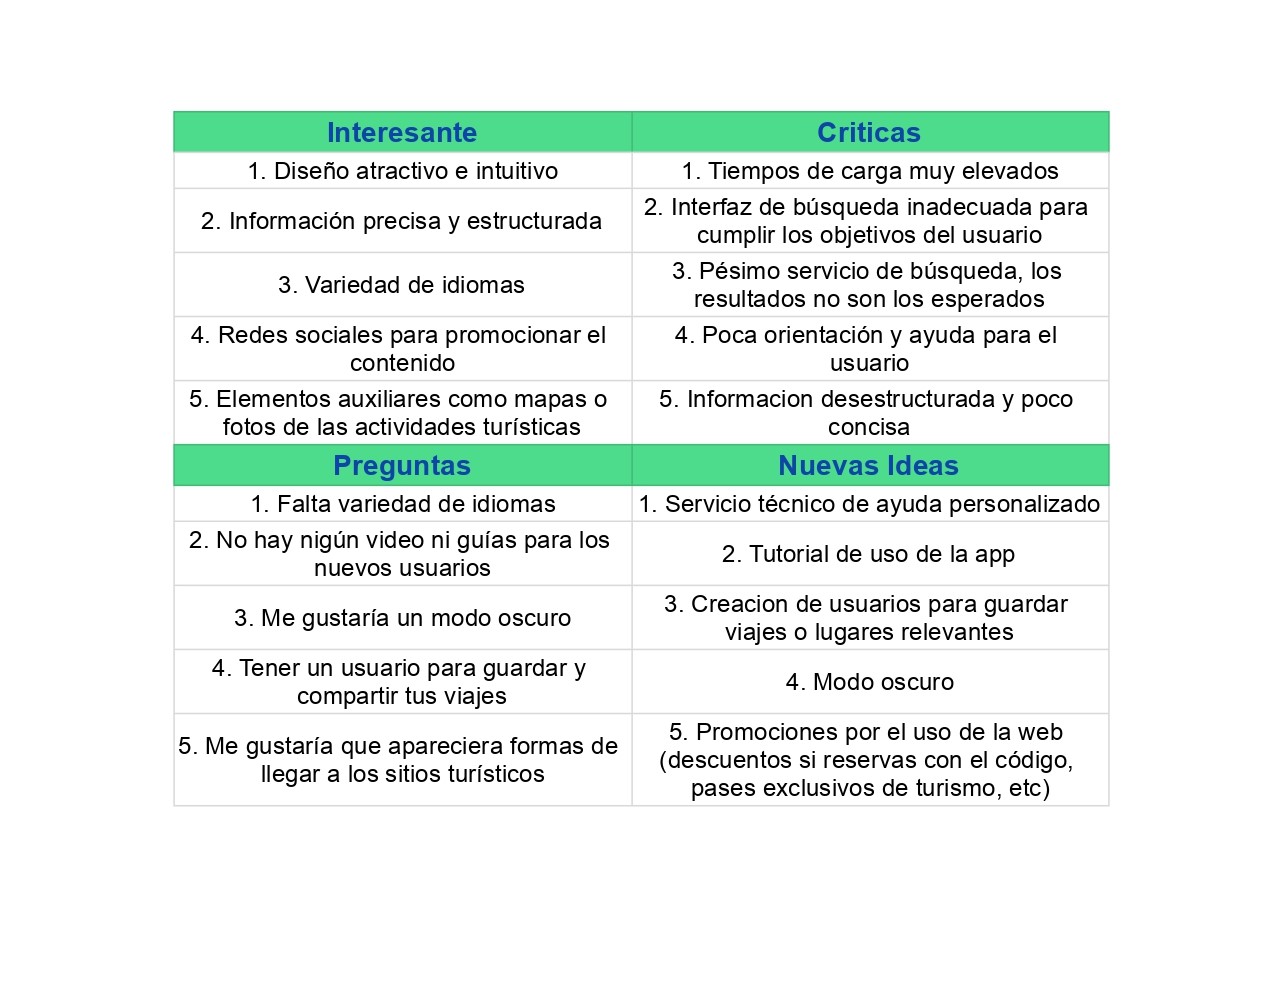 Interesante
Criticas
1. Diseño atractivo e intuitivo
1. Tiempos de carga muy elevados
2. Información precisa y estructurada
2. Interfaz de búsqueda inadecuada para
cumplir los objetivos del usuario
3. Variedad de idiomas
3. Pésimo servicio de búsqueda, los
resultados no son los esperados
4. Redes sociales para promocionar el
contenido
4. Poca orientación y ayuda para el
usuario
5. Elementos auxiliares como mapas o
fotos de las actividades turísticas
5. Informacion desestructurada y poco
concisa
Preguntas
Nuevas Ideas
1. Falta variedad de idiomas
1. Servicio técnico de ayuda personalizado
2. No hay nigún video ni guías para los
nuevos usuarios
2. Tutorial de uso de la app
3. Me gustaría un modo oscuro
3. Creacion de usuarios para guardar
viajes o lugares relevantes
4. Tener un usuario para guardar y
compartir tus viajes
4. Modo oscuro
5. Me gustaría que apareciera formas de
llegar a los sitios turísticos
5. Promociones por el uso de la web
(descuentos si reservas con el código,
pases exclusivos de turismo, etc)